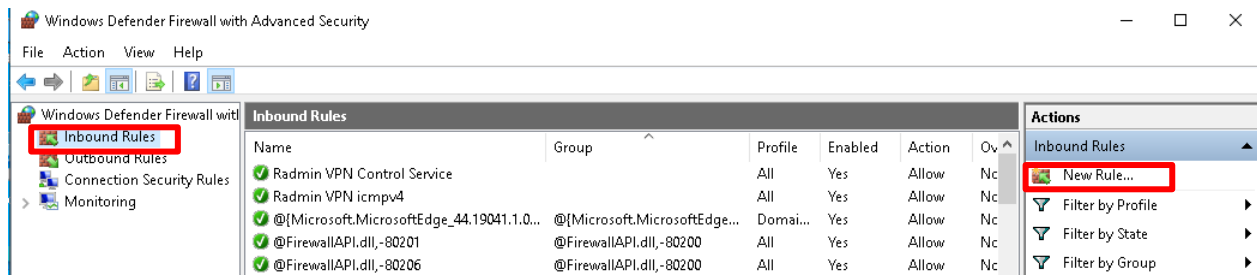 Windows Defender Firewall with Advanced Security
File Action View Help
Windows Defender Firewall witl
Inbound Rules
Outbound Rules
Connection Security Rules
Monitoring
Inbound Rules
Name Group Profile Enabled Action Ov
Radmin VPN Control Service All Yes Allow Nc
Radmin VPN icmpv4 All Yes Allow Nc
@{Microsoft.MicrosoftEdge_44.19041.1.0... @{Microsoft.MicrosoftEdge... Domai... Yes Allow Nc
@FirewallAPI.dll,-80201 @FirewallAPI.dll,-80200 All Yes Allow Nc
@FirewallAPI.dll,-80206 @FirewallAPI.dll,-80200 All Yes Allow Nc
Actions
Inbound Rules
New Rule...
Filter by Profile
Filter by State
Filter by Group